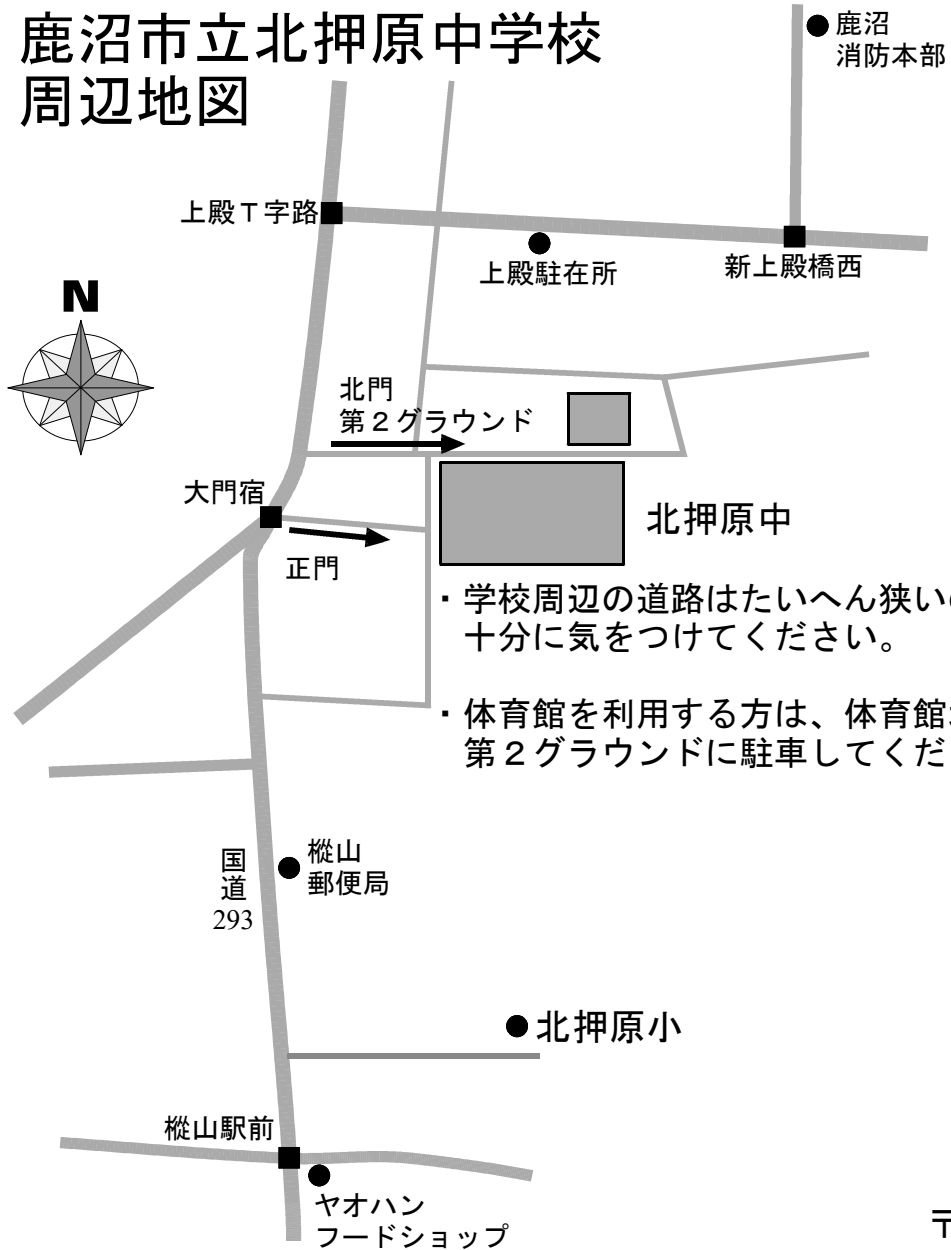 鹿沼市立北押原中学校
周辺地図
鹿沼
消防本部
上殿T字路
上殿駐在所
新上殿橋西
N
北門
第2グラウンド
大門宿
北押原中
正門
・学校周辺の道路はたいへん狭い
十分に気をつけてください。
・体育館を利用する方は、体育館
第2グラウンドに駐車してくだ
国道
293
樅山
郵便局
北押原小
樅山駅前
ヤオハン
フードショップ
〒